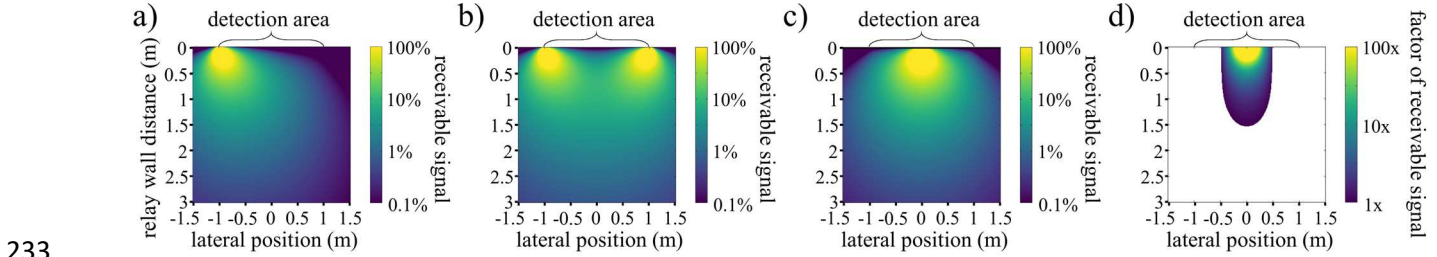 a) detection area
b) detection area
c) detection area
d) detection area
relay wall distance (m)
0
0.5
1
1.5
2
2.5
3
-1.5 -1 -0.5 0 0.5 1 1.5
lateral position (m)
100%
10%
1%
0.1%
receivable signal
0
0.5
1
1.5
2
2.5
3
-1.5 -1 -0.5 0 0.5 1 1.5
lateral position (m)
100%
10%
1%
0.1%
receivable signal
0
0.5
1
1.5
2
2.5
3
-1.5 -1 -0.5 0 0.5 1 1.5
lateral position (m)
100%
10%
1%
0.1%
receivable signal
0
0.5
1
1.5
2
2.5
3
-1.5 -1 -0.5 0 0.5 1 1.5
lateral position (m)
100x
10x
1x
factor of receivable signal
233